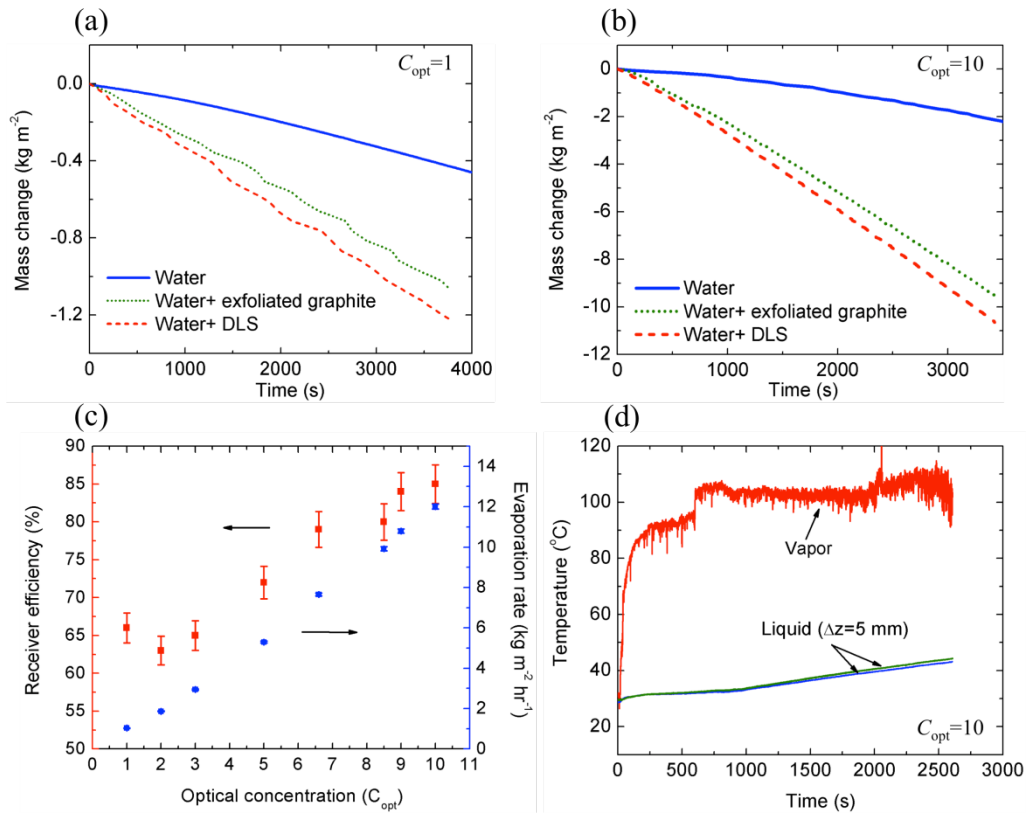 (a)
C_opt=1
0.0
-0.4
-0.8
-1.2
Mass change (kg m⁻²)
Water
Water+ exfoliated graphite
Water+ DLS
0 1000 2000 3000 4000
Time (s)
(b)
C_opt=10
0
-2
-4
-6
-8
-10
-12
Mass change (kg m⁻²)
Water
Water+ exfoliated graphite
Water+ DLS
0 1000 2000 3000
Time (s)
(c)
90
85
80
75
70
65
60
55
50
Receiver efficiency (%)
14
12
10
8
6
4
2
0
Evaporation rate (kg m⁻² hr⁻¹)
0 1 2 3 4 5 6 7 8 9 10 11
Optical concentration (C_opt)
(d)
120
100
80
60
40
20
Temperature (°C)
Vapor
Liquid (Δz=5 mm)
C_opt=10
0 500 1000 1500 2000 2500 3000
Time (s)